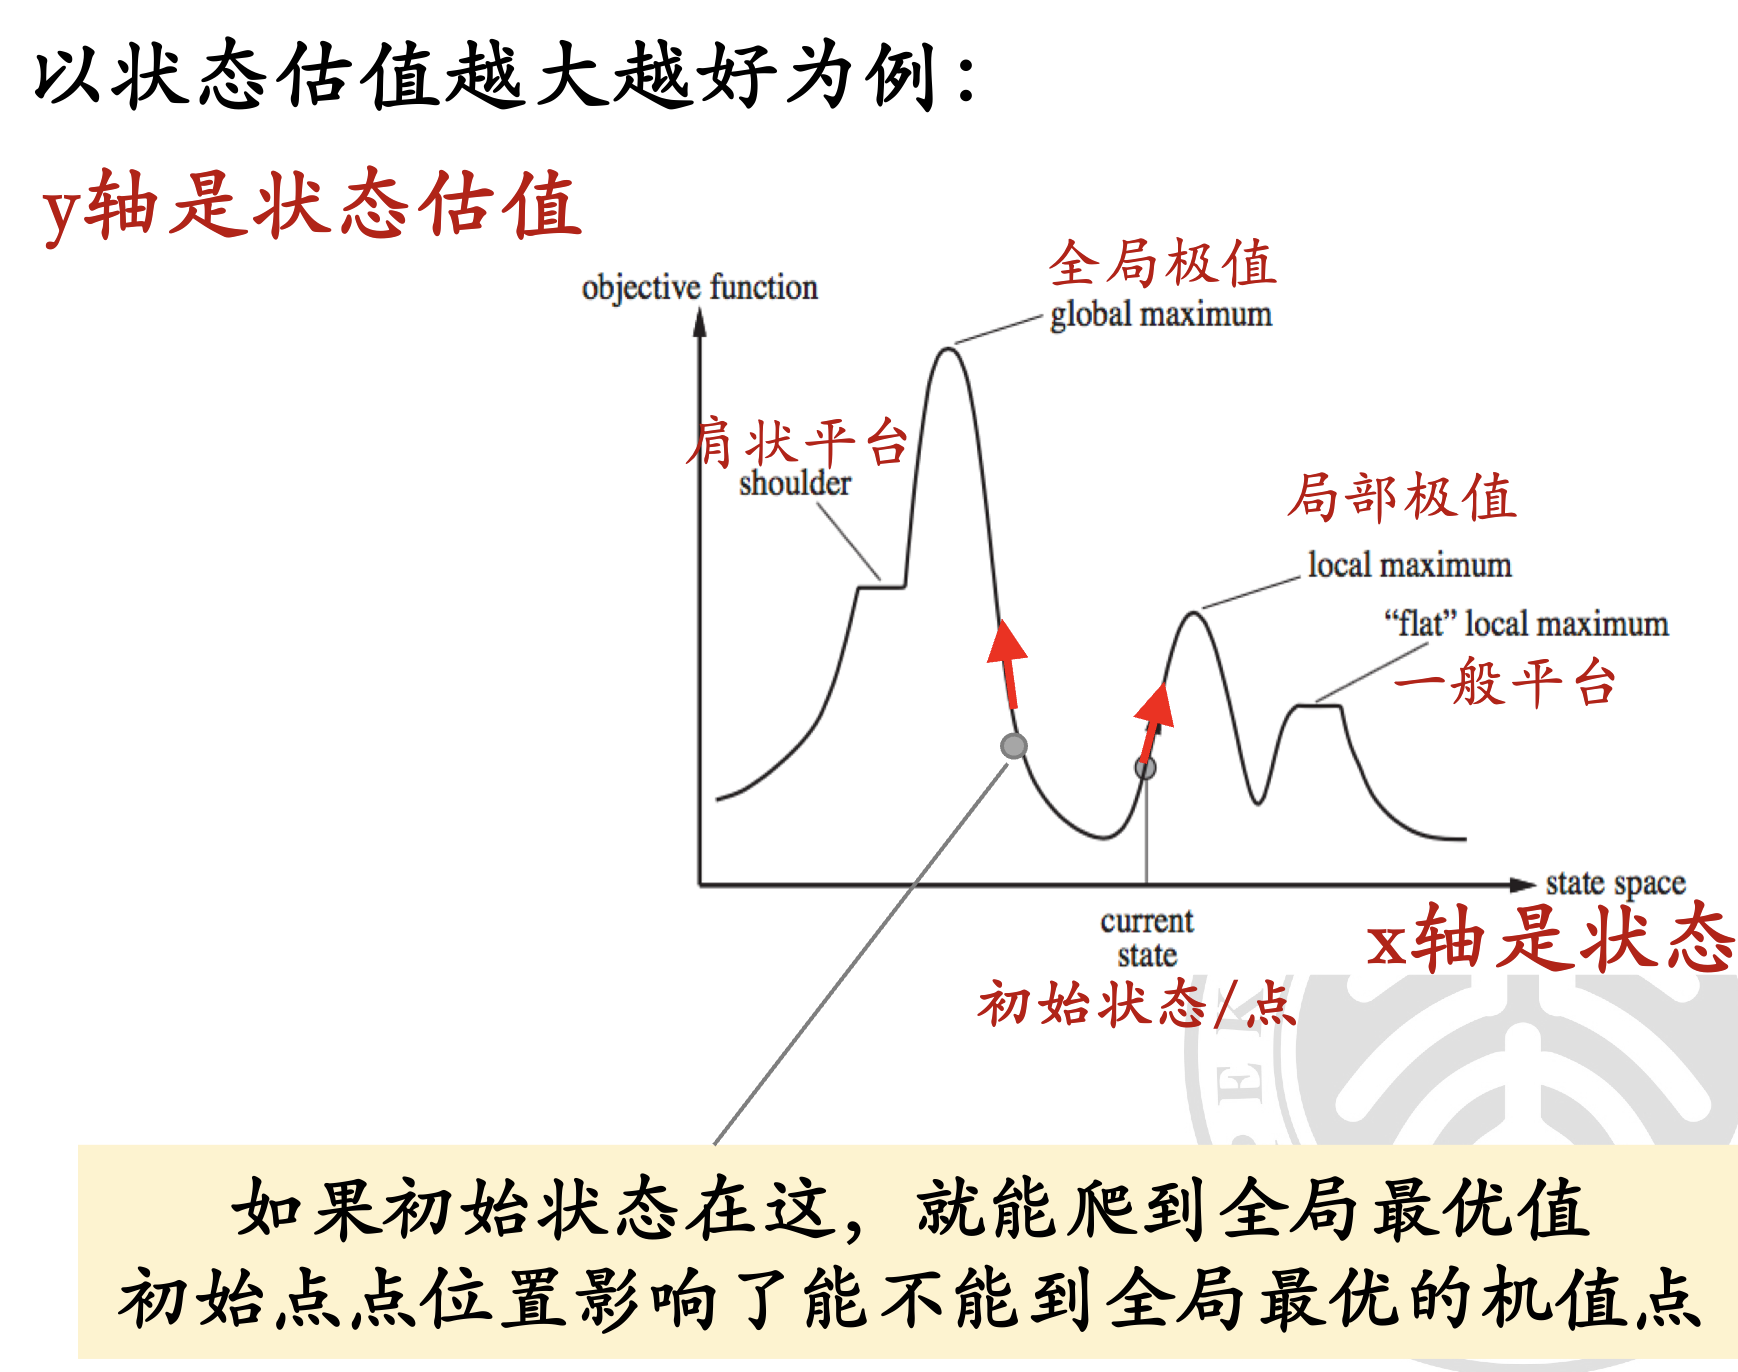 以状态估值越大越好为例：
y轴是状态估值
objective function
全局极值
global maximum
肩状平台
shoulder
局部极值
local maximum
“flat” local maximum
一般平台
state space
x轴是状态
current
state
初始状态/点
PEK
如果初始状态在这，就能爬到全局最优值
初始点点位置影响了能不能到全局最优的机值点